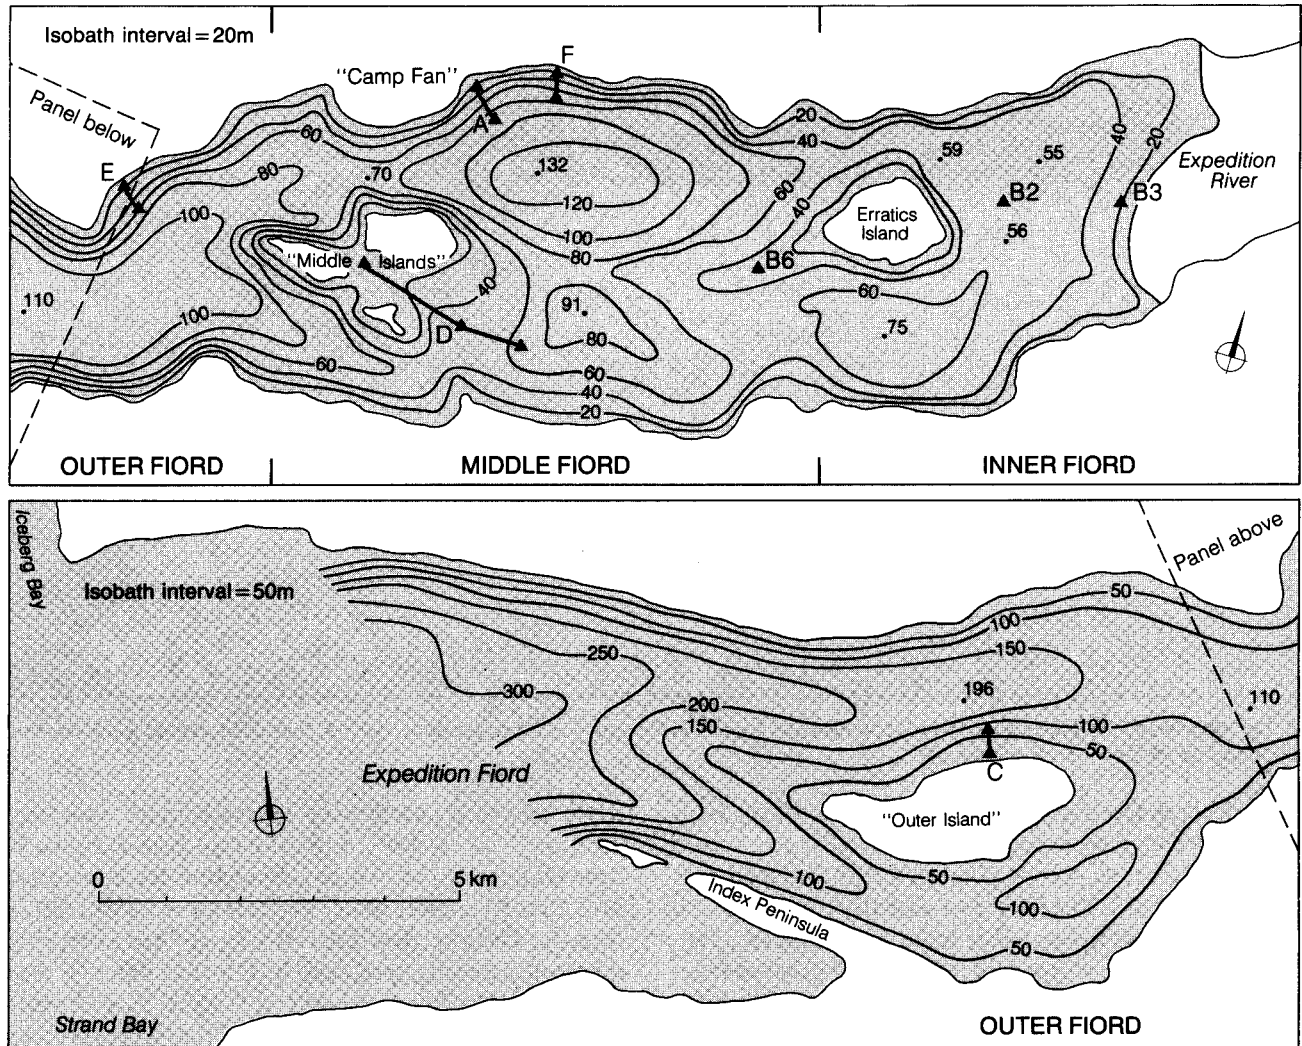 Isobath interval=20m
F
"Camp Fan"
Panel below
A
20
40
60
E
80
70
132
59
55
40
20
Expedition
River
60
40
B2
B3
100
120
100
80
Erratics
Island
56
"Middle Islands"
40
B6
110
100
91
60
75
D
80
60
60
40
20
OUTER FIORD
MIDDLE FIORD
INNER FIORD
Iceberg Bay
Panel above
Isobath interval=50m
50
100
150
250
300
196
110
200
150
100
50
Expedition Fiord
C
"Outer Island"
0
5 km
100
50
Index Peninsula
100
50
Strand Bay
OUTER FIORD